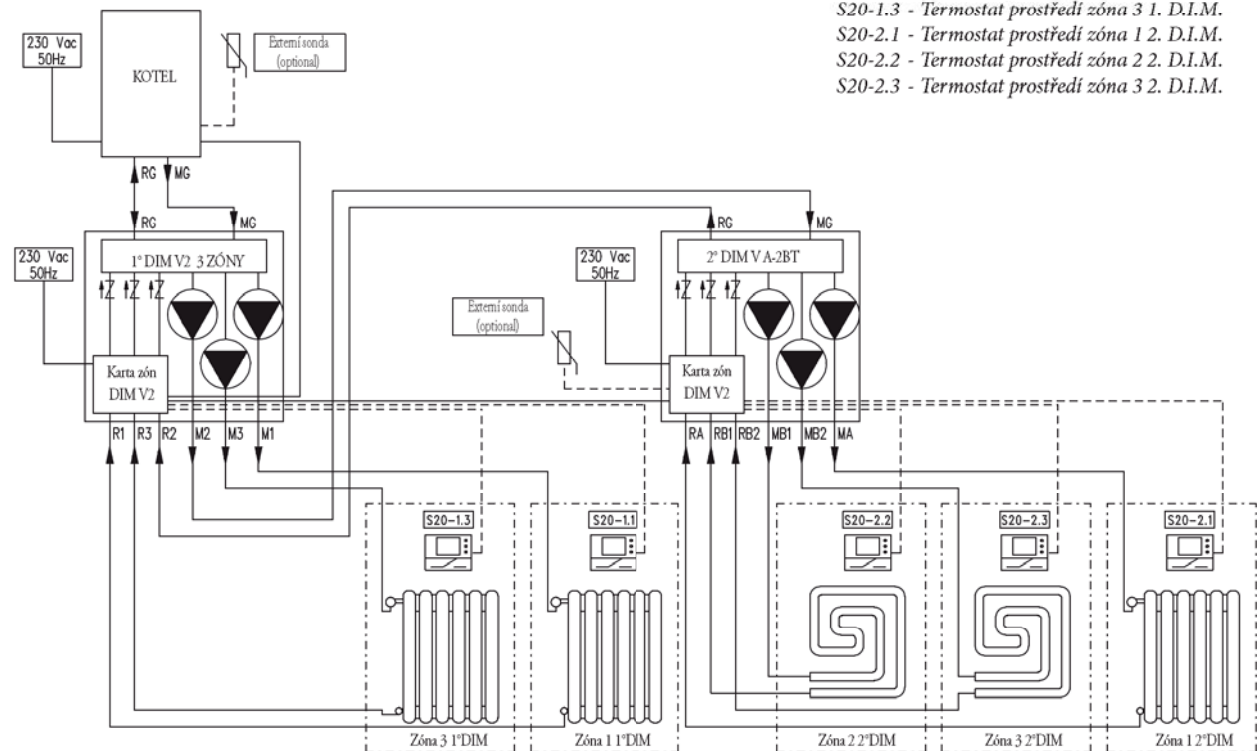 S20-1.3 - Termostat prostředí zóna 3 1. D.I.M.
S20-2.1 - Termostat prostředí zóna 1 2. D.I.M.
S20-2.2 - Termostat prostředí zóna 2 2. D.I.M.
S20-2.3 - Termostat prostředí zóna 3 2. D.I.M.
230 Vac
50Hz
KOTEL
Externí sonda
(optional)
RG
MG
RG
MG
RG
MG
230 Vac
50Hz
1° DIM V2 3 ZÓNY
230 Vac
50Hz
2° DIM V A-2BT
Externí sonda
(optional)
Karta zón
DIM V2
Karta zón
DIM V2
R1 R3 R2 M2 M3 M1
RA RB1 RB2 MB1 MB2 MA
S20-1.3
S20-1.1
S20-2.2
S20-2.3
S20-2.1
Zóna 3 1°DIM
Zóna 1 1°DIM
Zóna 2 2°DIM
Zóna 3 2°DIM
Zóna 1 2°DIM